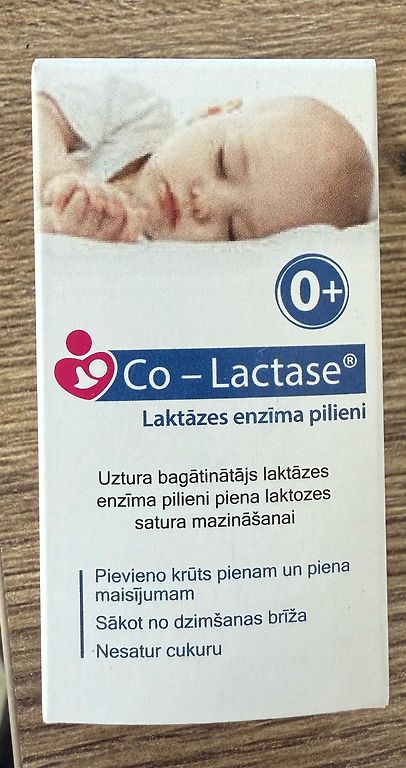 0+
Co – Lactase®
Laktāzes enzīma pilieni
Uztura bagātinātājs laktāzes
enzīma pilieni piena laktozes
satura mazināšanai
Pievieno krūts pienam un piena
maisījumam
Sākot no dzimšanas brīža
Nesatur cukuru